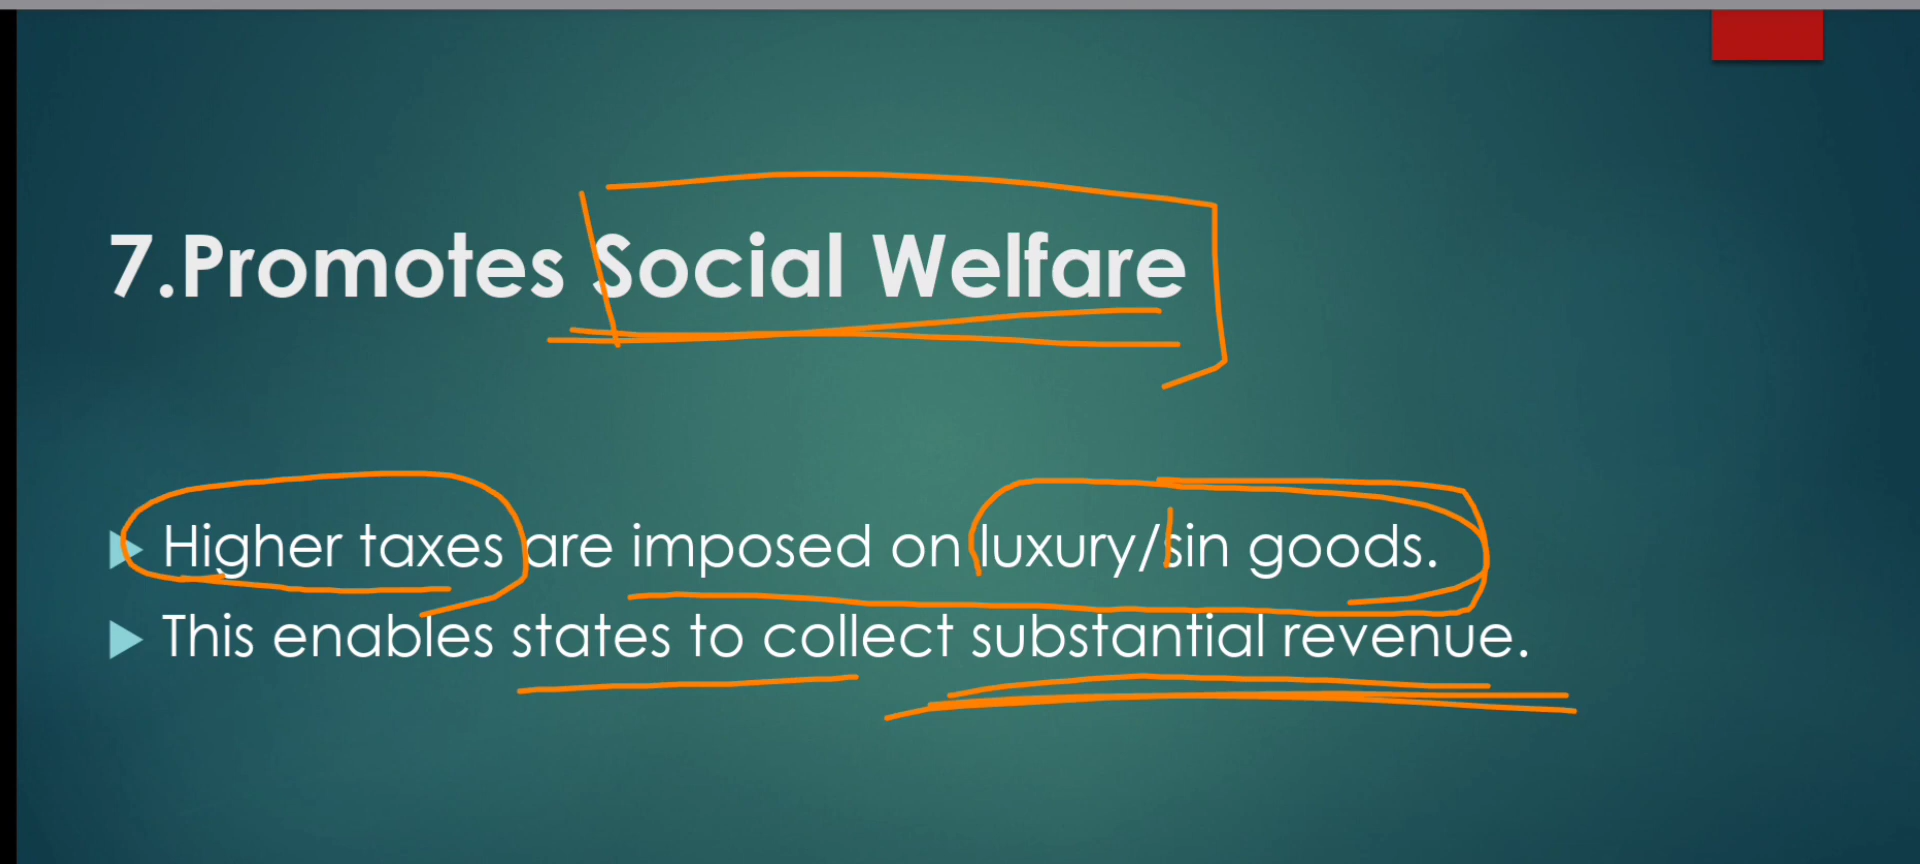 7.Promotes Social Welfare
Higher taxes are imposed on luxury/sin goods.
This enables states to collect substantial revenue.